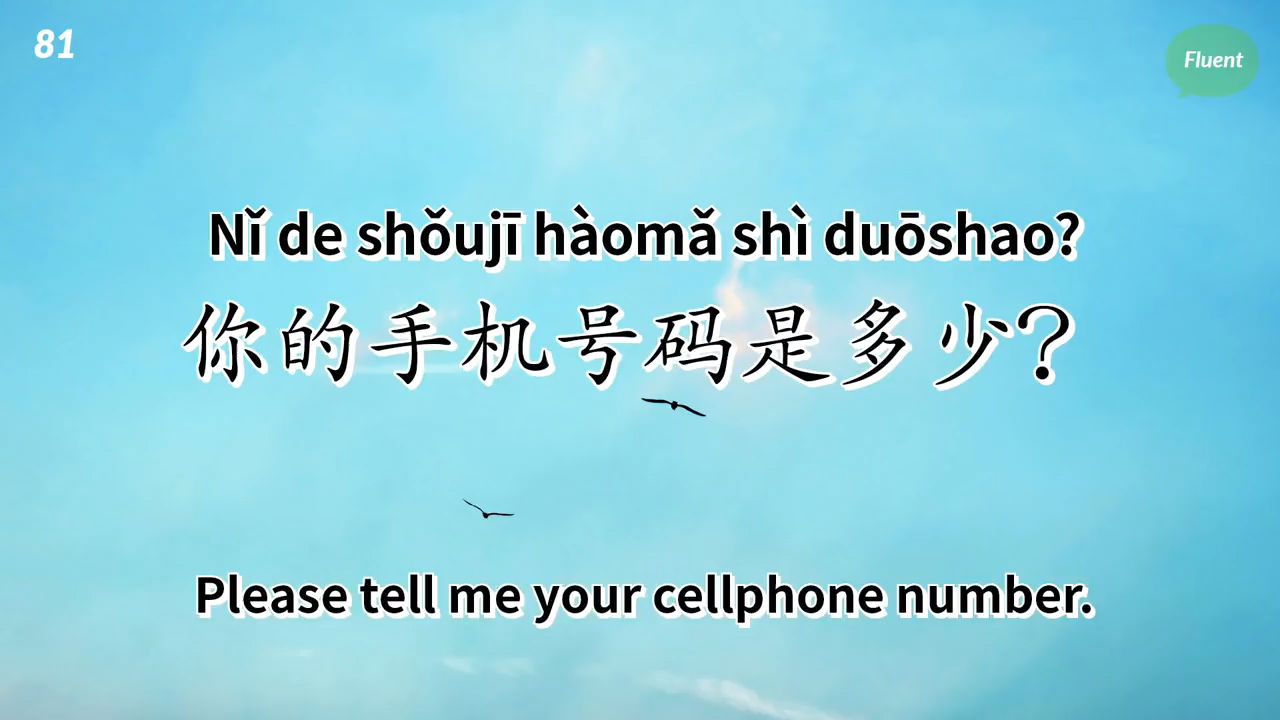 81
Fluent
Nǐ de shǒujī hàomǎ shì duōshao?
你的手机号码是多少？
Please tell me your cellphone number.